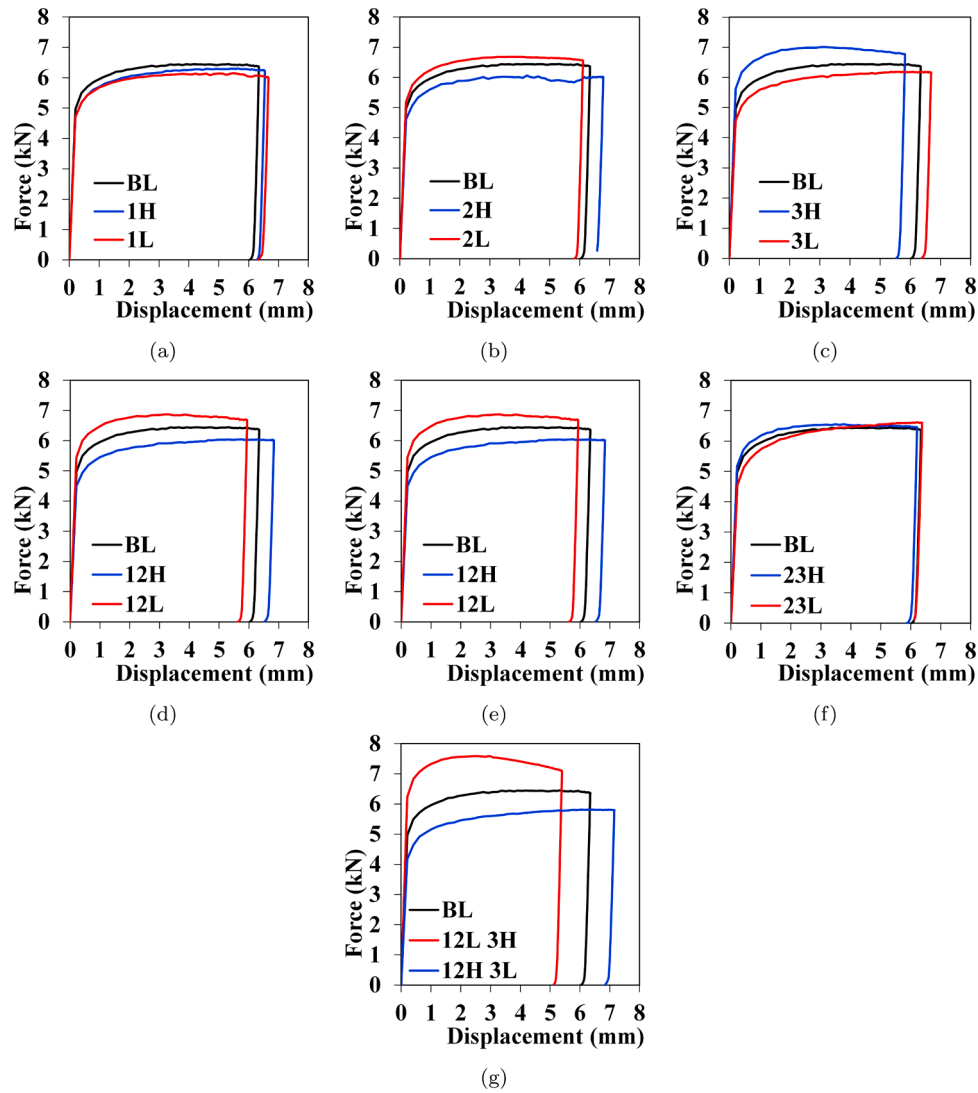 8
7
6
5
4
3
2
1
0
Force (kN)
BL
1H
1L
0 1 2 3 4 5 6 7 8
Displacement (mm)
(a)
8
7
6
5
4
3
2
1
0
Force (kN)
BL
2H
2L
0 1 2 3 4 5 6 7 8
Displacement (mm)
(b)
8
7
6
5
4
3
2
1
0
Force (kN)
BL
3H
3L
0 1 2 3 4 5 6 7 8
Displacement (mm)
(c)
8
7
6
5
4
3
2
1
0
Force (kN)
BL
12H
12L
0 1 2 3 4 5 6 7 8
Displacement (mm)
(d)
8
7
6
5
4
3
2
1
0
Force (kN)
BL
12H
12L
0 1 2 3 4 5 6 7 8
Displacement (mm)
(e)
8
7
6
5
4
3
2
1
0
Force (kN)
BL
23H
23L
0 1 2 3 4 5 6 7 8
Displacement (mm)
(f)
8
7
6
5
4
3
2
1
0
Force (kN)
BL
12L 3H
12H 3L
0 1 2 3 4 5 6 7 8
Displacement (mm)
(g)